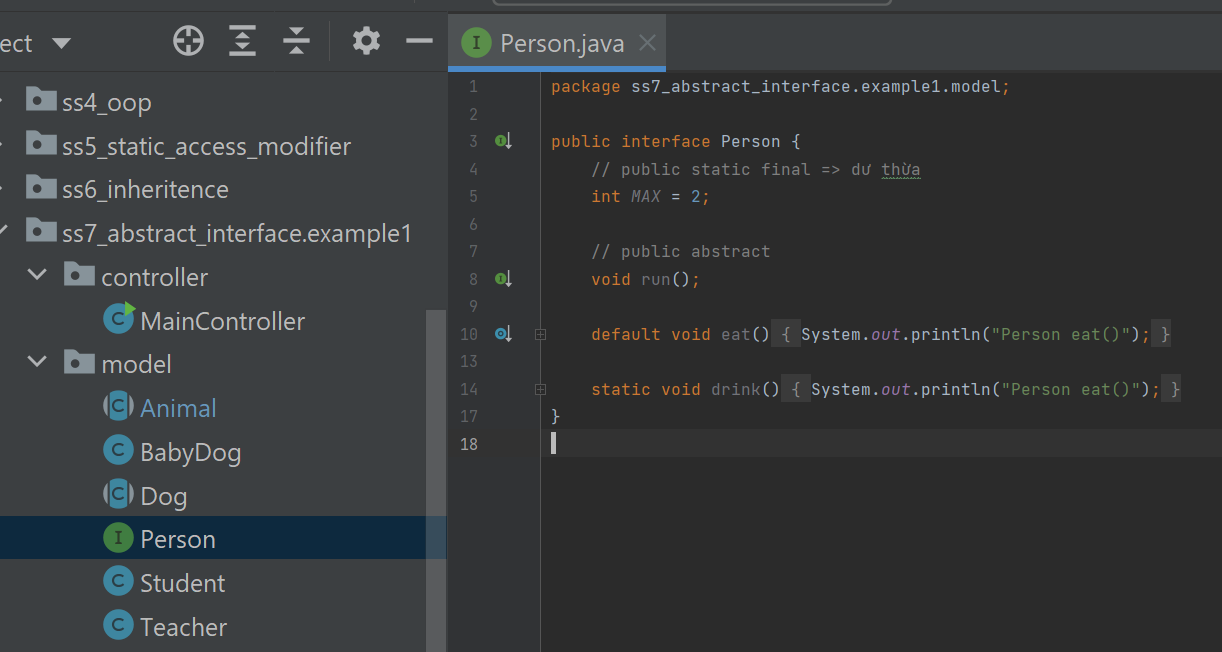 ect
ss4_oop
ss5_static_access_modifier
ss6_inheritence
ss7_abstract_interface.example1
controller
C MainController
model
C Animal
C BabyDog
C Dog
I Person
C Student
C Teacher
I Person.java
1 package ss7_abstract_interface.example1.model;
2
3 public interface Person {
4 // public static final => dư thừa
5 int MAX = 2;
6
7 // public abstract
8 void run();
9
10 default void eat() { System.out.println("Person eat()"); }
13
14 static void drink() { System.out.println("Person eat()"); }
17 }
18